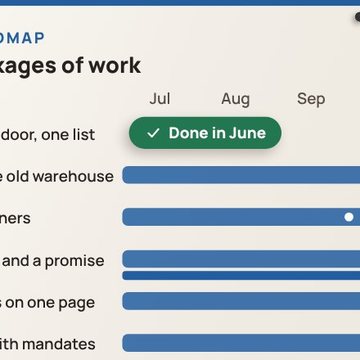 DMAP
kages of work
Jul Aug Sep
door, one list
Done in June
e old warehouse
ners
and a promise
s on one page
ith mandates